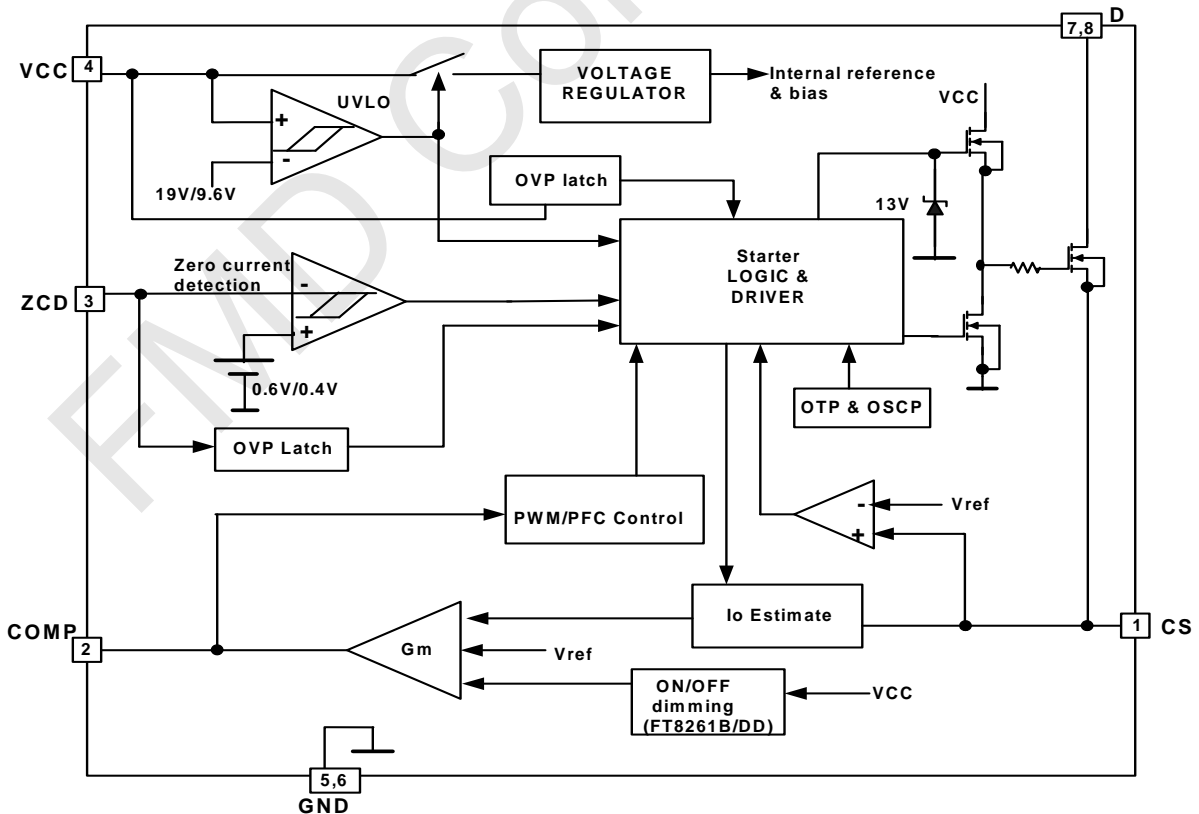 FMD Con
D
7,8
VCC
4
VOLTAGE
REGULATOR
Internal reference
& bias
VCC
UVLO
+
-
19V/9.6V
OVP latch
13V
Starter
LOGIC &
DRIVER
Zero current
detection
ZCD
3
-
+
0.6V/0.4V
OTP & OSCP
OVP Latch
PWM/PFC Control
-
+
Vref
Io Estimate
COMP
2
Gm
Vref
1
CS
ON/OFF
dimming
(FT8261B/DD)
VCC
5,6
GND